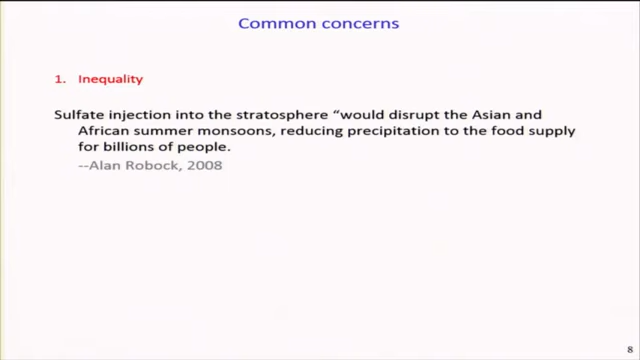 Common concerns
1. Inequality
Sulfate injection into the stratosphere “would disrupt the Asian and
African summer monsoons, reducing precipitation to the food supply
for billions of people.
--Alan Robock, 2008
8